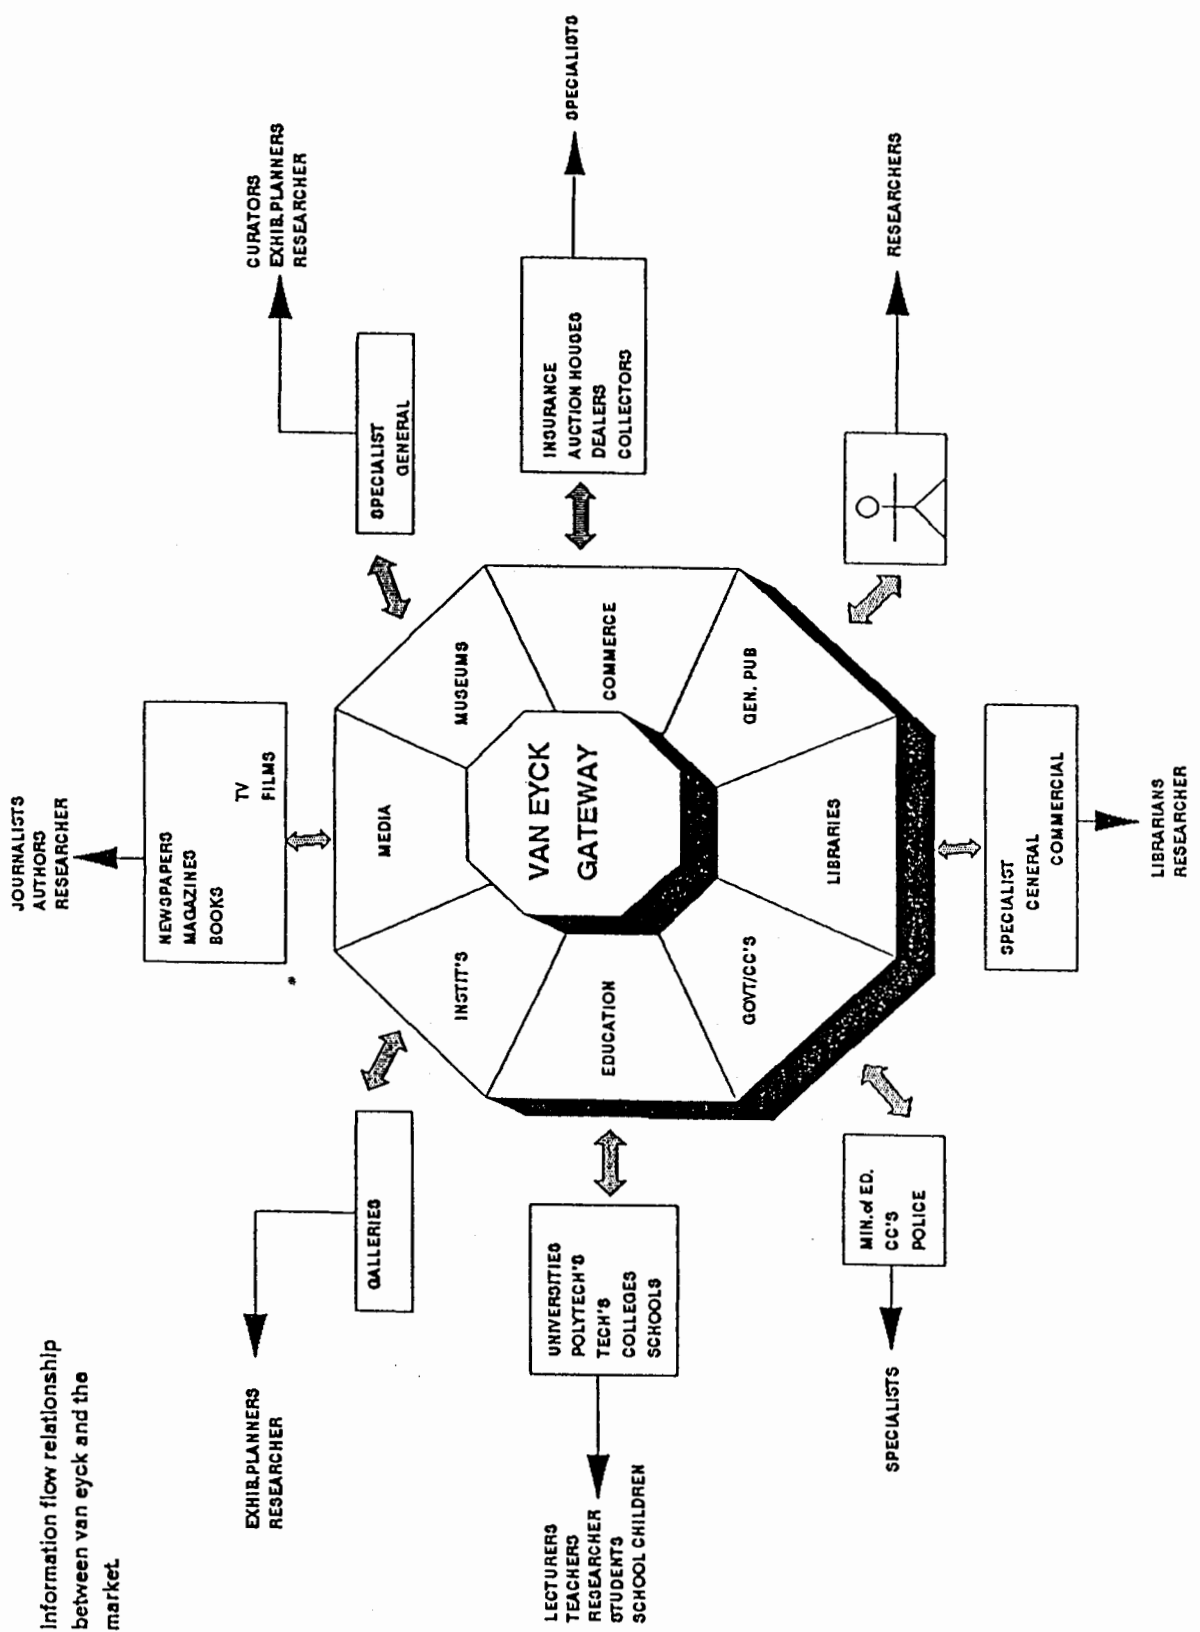 Information flow relationship
between van eyck and the
market.
JOURNALISTS
AUTHORS
RESEARCHER
NEWSPAPERS
MAGAZINES
BOOKS
TV
FILMS
EXHIB.PLANNERS
RESEARCHER
GALLERIES
CURATORS
EXHIB.PLANNERS
RESEARCHER
SPECIALIST
GENERAL
INSTIT'S
MEDIA
MUSEUMS
LECTURERS
TEACHERS
RESEARCHER
STUDENTS
SCHOOL CHILDREN
UNIVERSITIES
POLYTECH'S
TECH'S
COLLEGES
SCHOOLS
EDUCATION
VAN EYCK
GATEWAY
COMMERCE
INSURANCE
AUCTION HOUSES
DEALERS
COLLECTORS
SPECIALISTS
GOVT/CC'S
LIBRARIES
GEN. PUB
SPECIALISTS
MIN.of ED.
CC'S
POLICE
RESEARCHERS
SPECIALIST
GENERAL
COMMERCIAL
LIBRARIANS
RESEARCHER